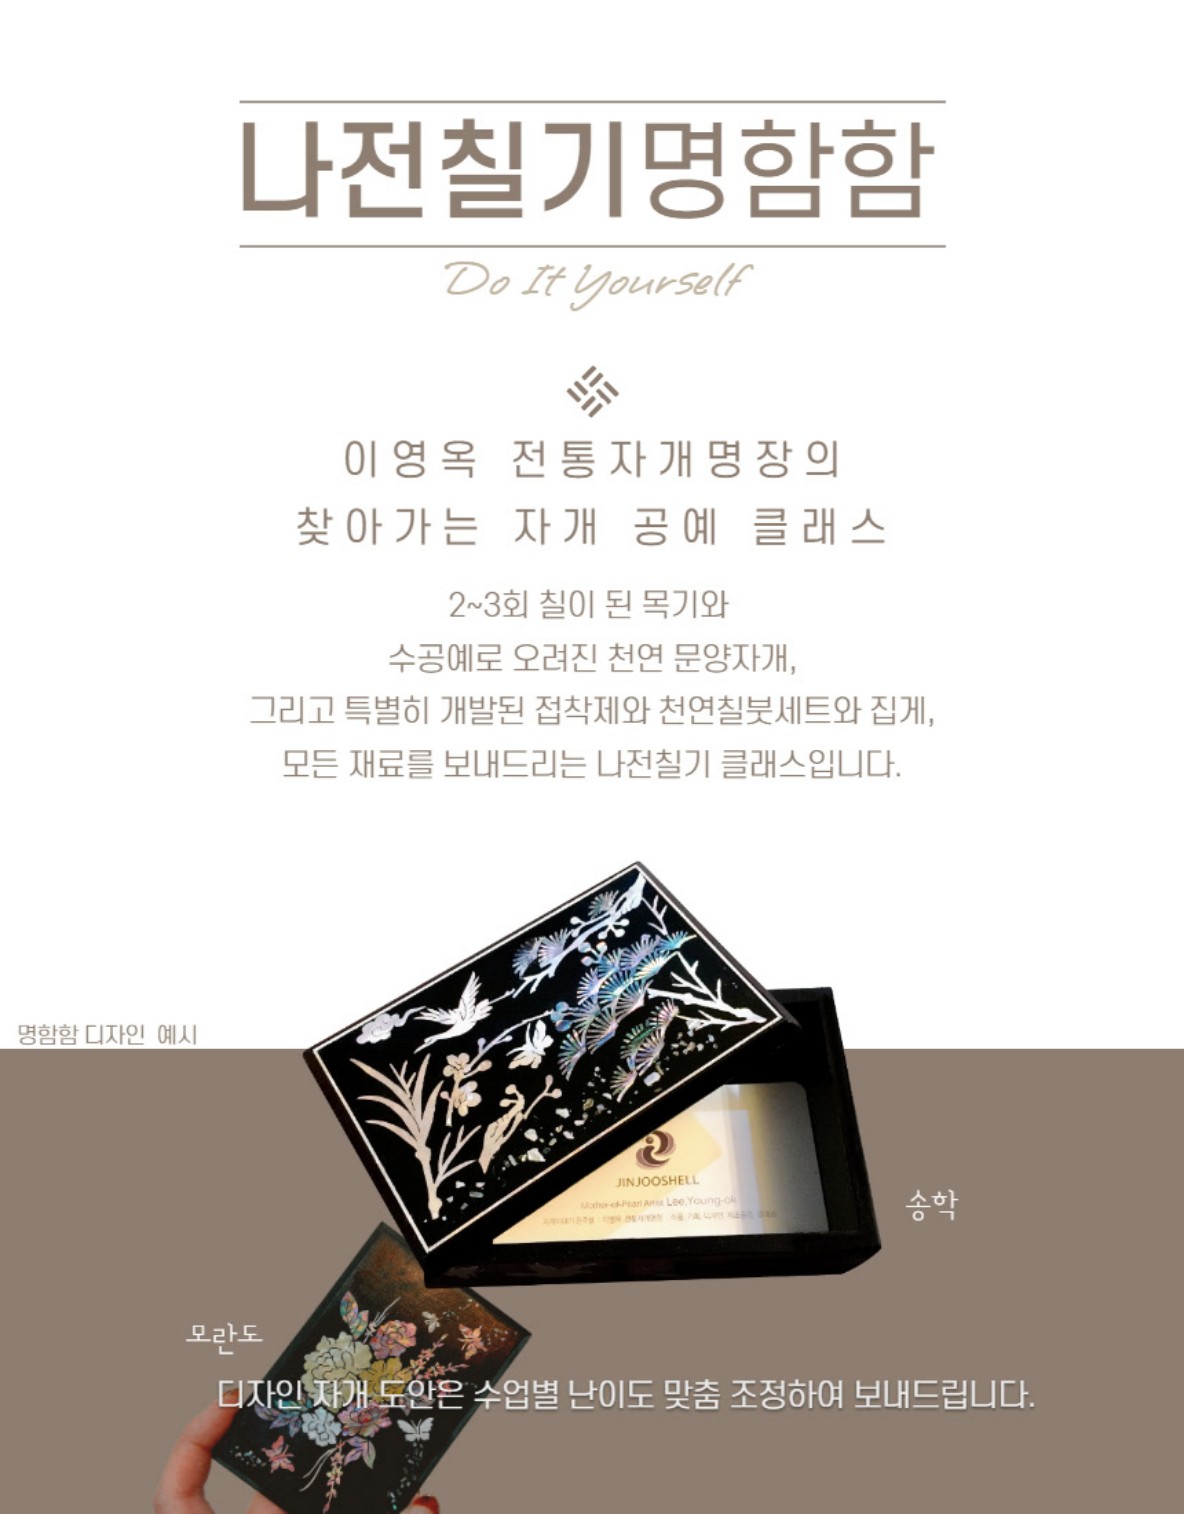 나전칠기명함함
Do It Yourself
이영옥 전통자개명장의
찾아가는 자개 공예 클래스
2~3회 칠이 된 목기와
수공예로 오려진 천연 문양자개,
그리고 특별히 개발된 접착제와 천연칠붓세트와 집게,
모든 재료를 보내드리는 나전칠기 클래스입니다.
명함함 디자인 예시
JINJOOSHELL
Mother-of-Pearl Artist Lee,Young-ok
송학
모란도
디자인 자개 도안은 수업별 난이도 맞춤 조정하여 보내드립니다.